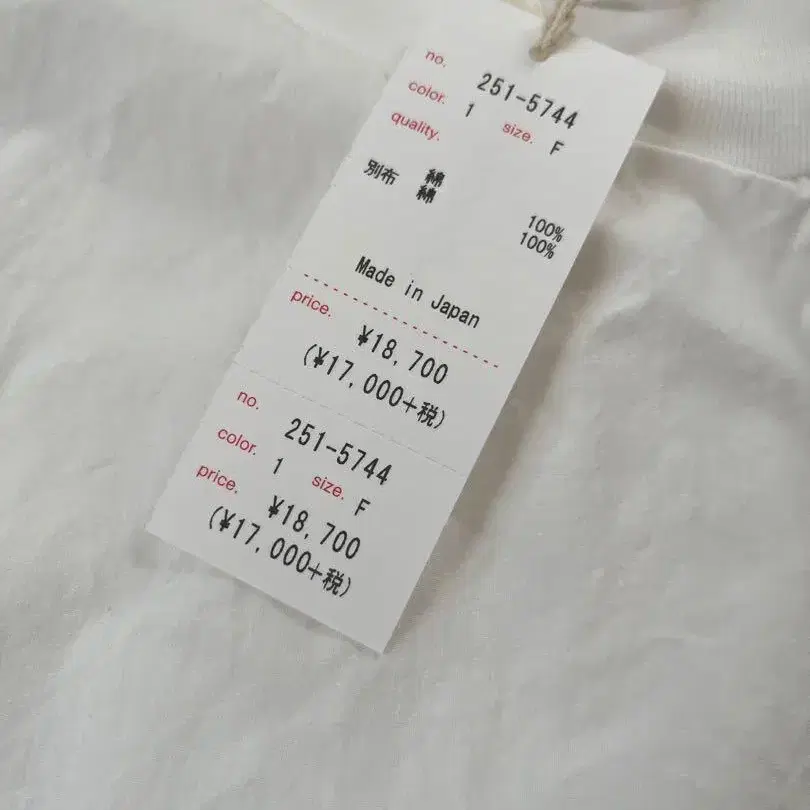 no. 251-5744
color. 1 size. F
quality.
綿 100%
別布 綿 100%
Made in Japan
price. ¥18,700
(¥17,000+税)
no. 251-5744
color. 1 size. F
price. ¥18,700
(¥17,000+税)